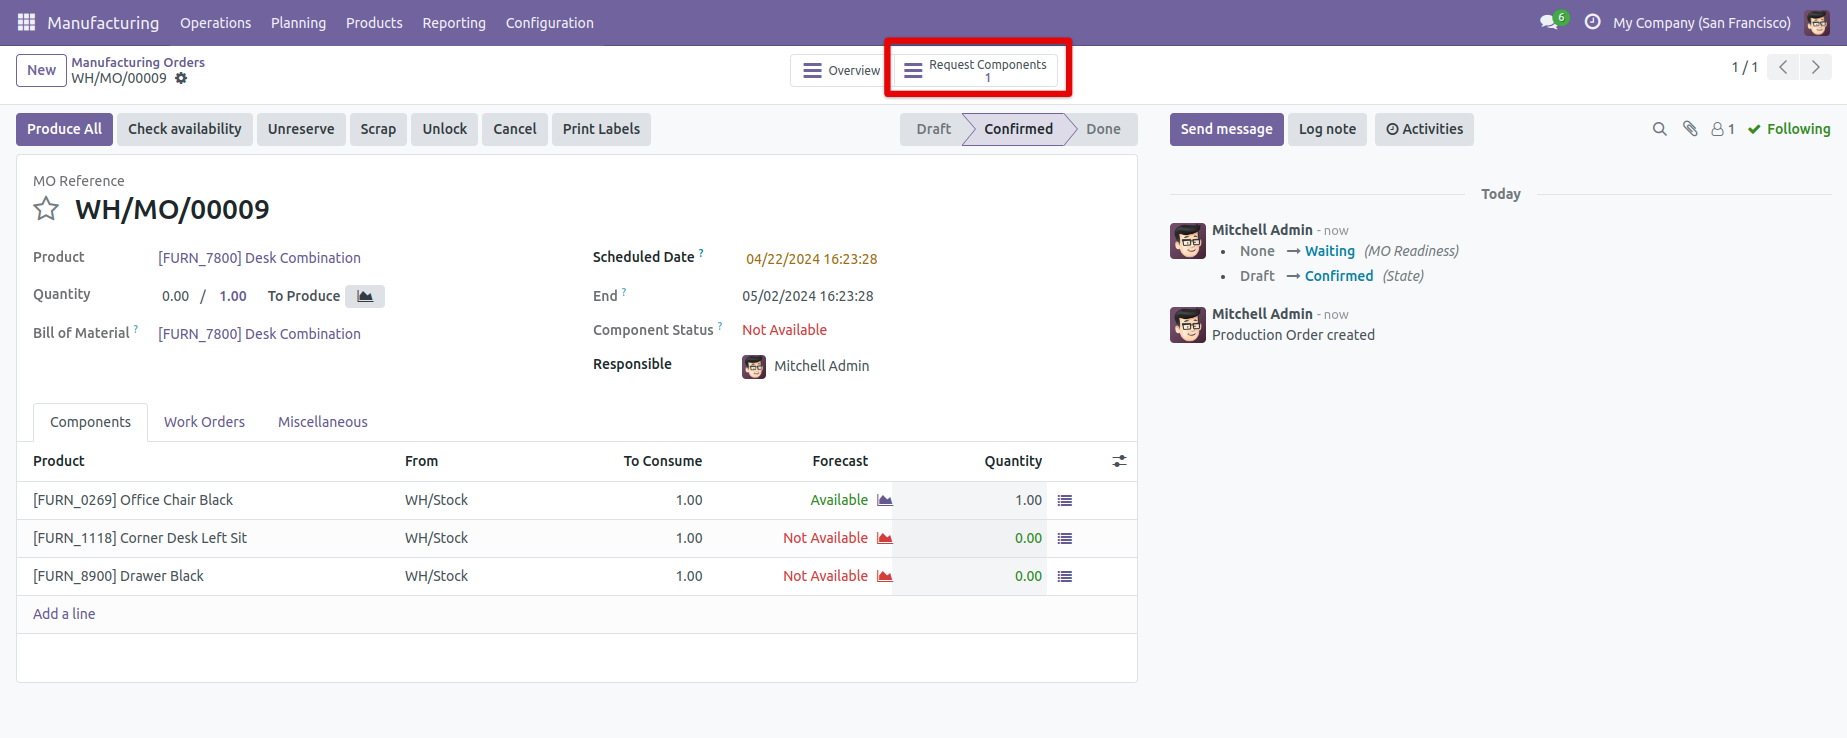 Manufacturing Operations Planning Products Reporting Configuration 6 My Company (San Francisco)
New Manufacturing Orders
WH/MO/00009
Overview Request Components
1
1 / 1
Produce All Check availability Unreserve Scrap Unlock Cancel Print Labels Draft Confirmed Done Send message Log note Activities 1 Following
MO Reference
WH/MO/00009
Product [FURN_7800] Desk Combination
Quantity 0.00 / 1.00 To Produce
Bill of Material ? [FURN_7800] Desk Combination
Scheduled Date ? 04/22/2024 16:23:28
End ? 05/02/2024 16:23:28
Component Status ? Not Available
Responsible Mitchell Admin
Components Work Orders Miscellaneous
Product From To Consume Forecast Quantity
[FURN_0269] Office Chair Black WH/Stock 1.00 Available 1.00
[FURN_1118] Corner Desk Left Sit WH/Stock 1.00 Not Available 0.00
[FURN_8900] Drawer Black WH/Stock 1.00 Not Available 0.00
Add a line
Today
Mitchell Admin - now
• None → Waiting (MO Readiness)
• Draft → Confirmed (State)
Mitchell Admin - now
Production Order created